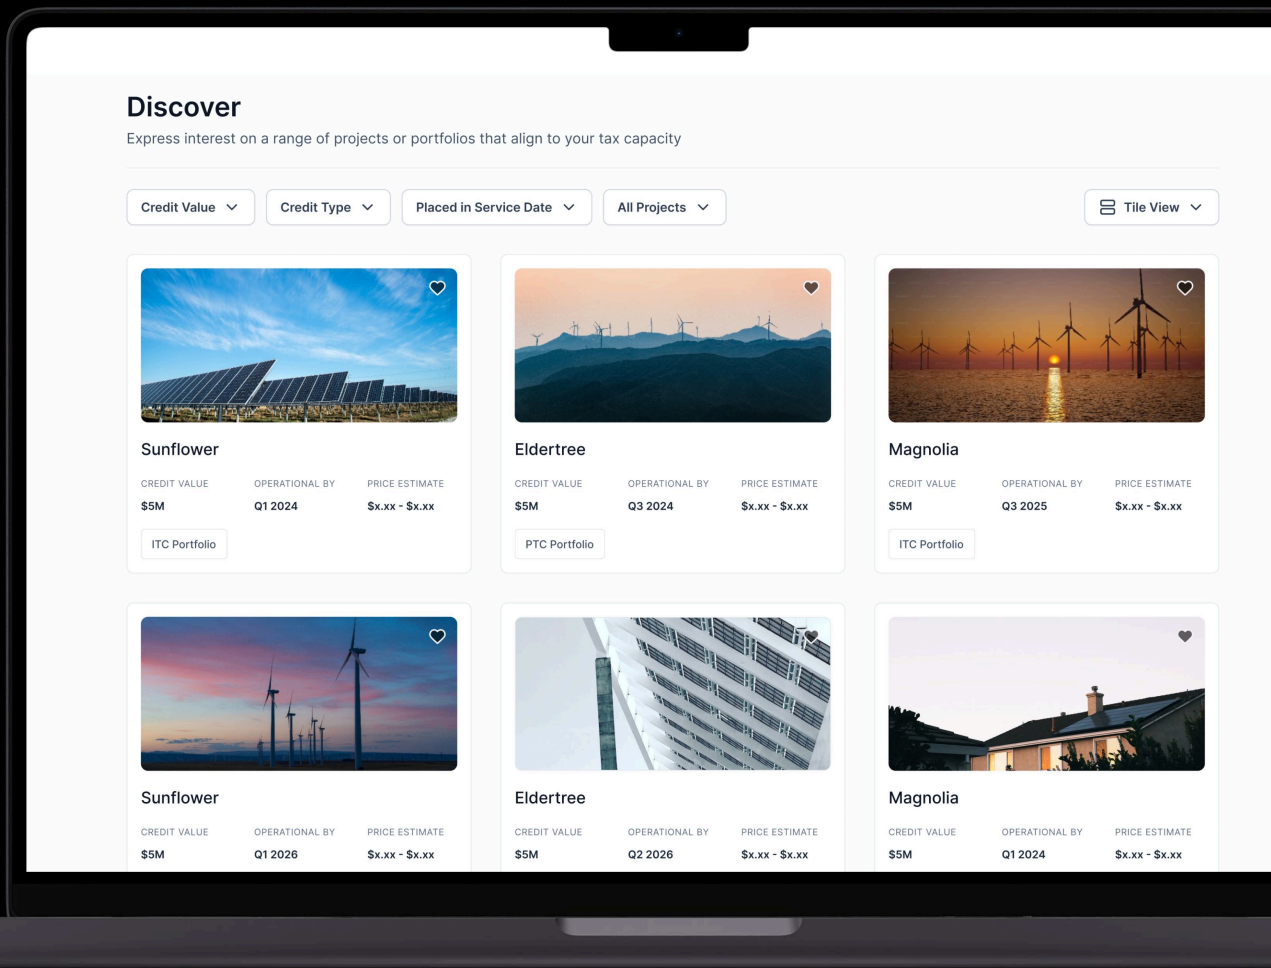 Discover
Express interest on a range of projects or portfolios that align to your tax capacity
Credit Value
Credit Type
Placed in Service Date
All Projects
Tile View
Sunflower
CREDIT VALUE OPERATIONAL BY PRICE ESTIMATE
$5M Q1 2024 $x.xx - $x.xx
ITC Portfolio
Eldertree
CREDIT VALUE OPERATIONAL BY PRICE ESTIMATE
$5M Q3 2024 $x.xx - $x.xx
PTC Portfolio
Magnolia
CREDIT VALUE OPERATIONAL BY PRICE ESTIMATE
$5M Q3 2025 $x.xx - $x.xx
ITC Portfolio
Sunflower
CREDIT VALUE OPERATIONAL BY PRICE ESTIMATE
$5M Q1 2026 $x.xx - $x.xx
Eldertree
CREDIT VALUE OPERATIONAL BY PRICE ESTIMATE
$5M Q2 2026 $x.xx - $x.xx
Magnolia
CREDIT VALUE OPERATIONAL BY PRICE ESTIMATE
$5M Q1 2024 $x.xx - $x.xx